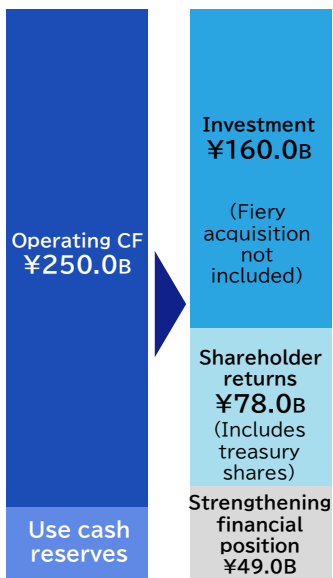 Operating CF
¥250.0B
Use cash
reserves
Investment
¥160.0B
(Fiery
acquisition
not
included)
Shareholder
returns
¥78.0B
(Includes
treasury
shares)
Strengthening
financial
position
¥49.0B